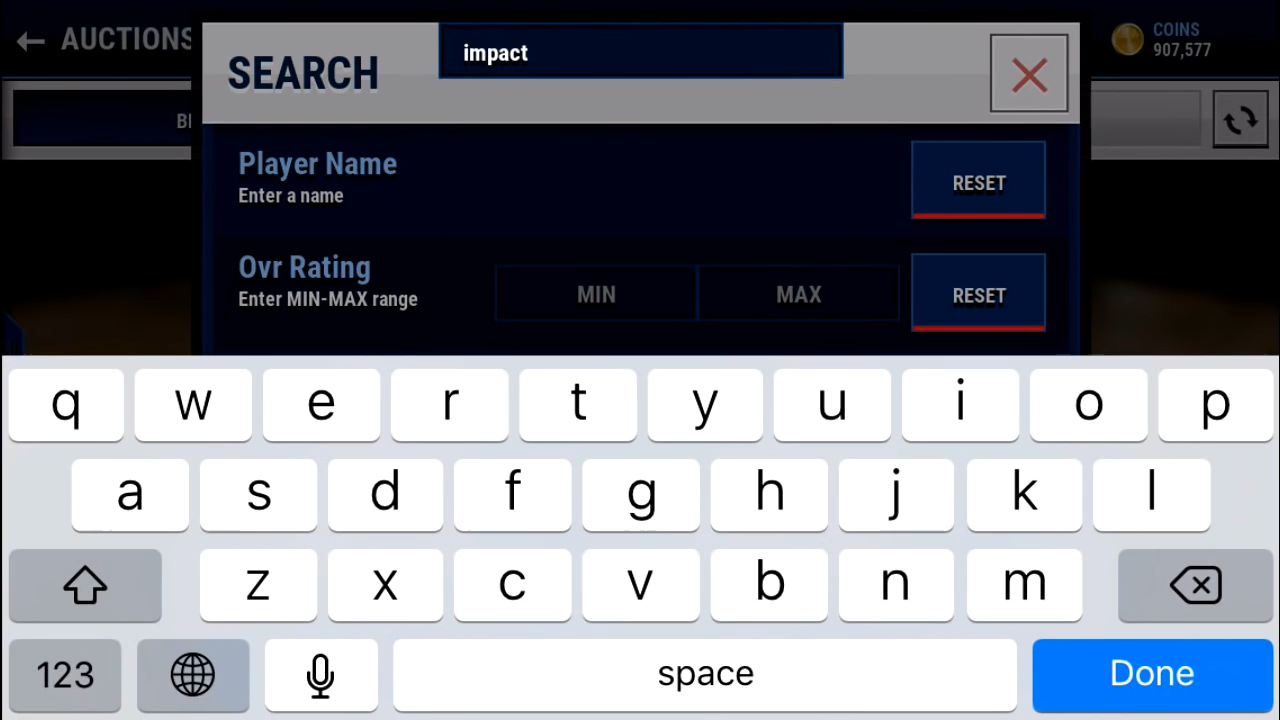 AUCTIONS
SEARCH
impact
COINS
907,577
Player Name
Enter a name
RESET
Ovr Rating
Enter MIN-MAX range
MIN
MAX
RESET
q w e r t y u i o p
a s d f g h j k l
z x c v b n m
123
space
Done